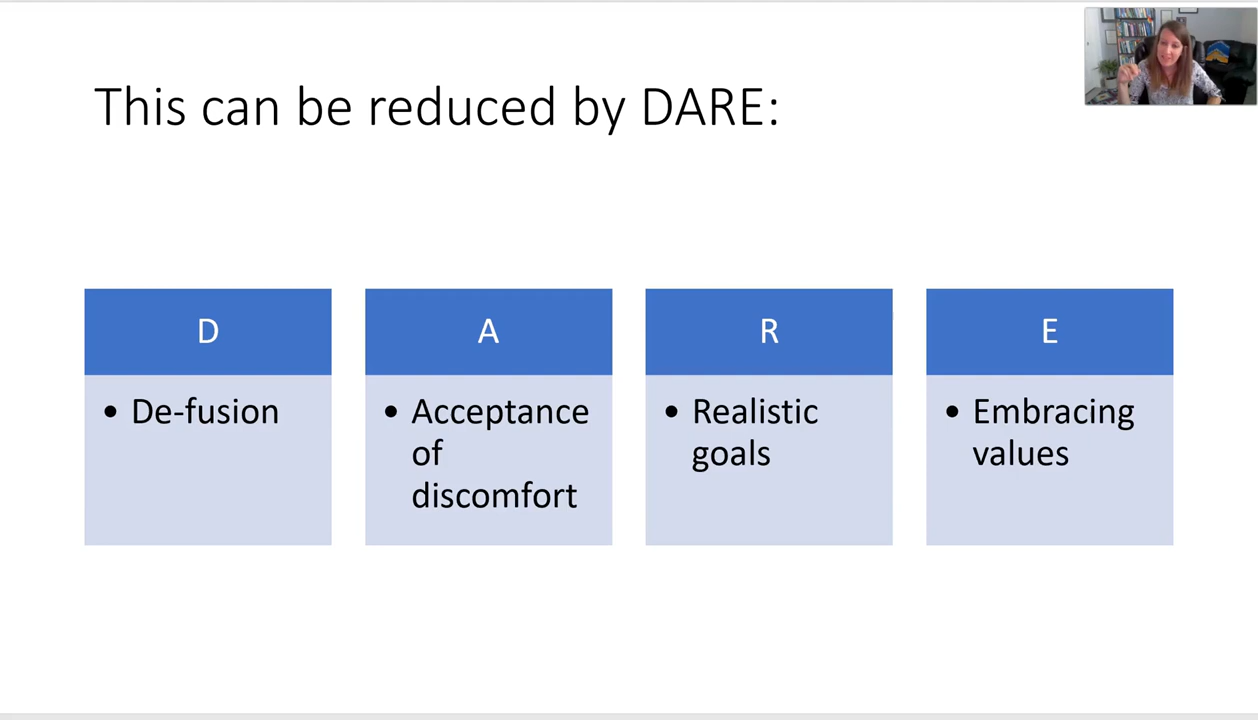 This can be reduced by DARE:
D
• De-fusion
A
• Acceptance
of
discomfort
R
• Realistic
goals
E
• Embracing
values